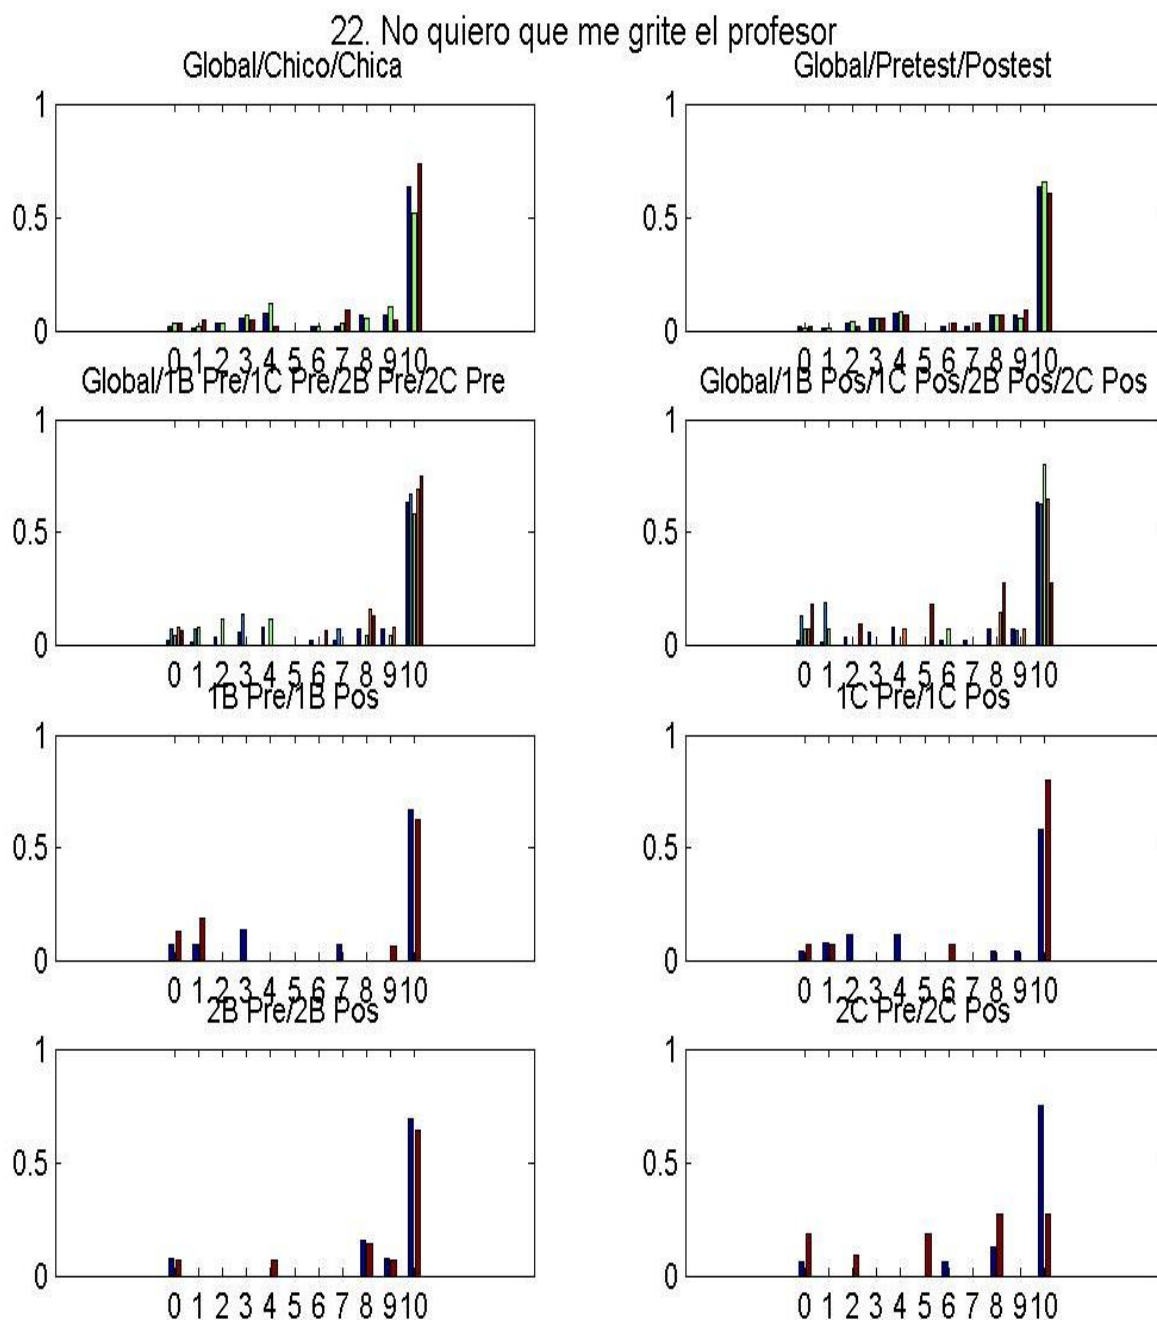 22. No quiero que me grite el profesor
Global/Chico/Chica
Global/Pretest/Postest
1
0.5
0
0 1 2 3 4 5 6 7 8 9 10
1
0.5
0
0 1 2 3 4 5 6 7 8 9 10
Global/1B Pre/1C Pre/2B Pre/2C Pre
Global/1B Pos/1C Pos/2B Pos/2C Pos
1
0.5
0
0 1 2 3 4 5 6 7 8 9 10
1
0.5
0
0 1 2 3 4 5 6 7 8 9 10
1B Pre/1B Pos
1C Pre/1C Pos
1
0.5
0
0 1 2 3 4 5 6 7 8 9 10
1
0.5
0
0 1 2 3 4 5 6 7 8 9 10
2B Pre/2B Pos
2C Pre/2C Pos
1
0.5
0
0 1 2 3 4 5 6 7 8 9 10
1
0.5
0
0 1 2 3 4 5 6 7 8 9 10